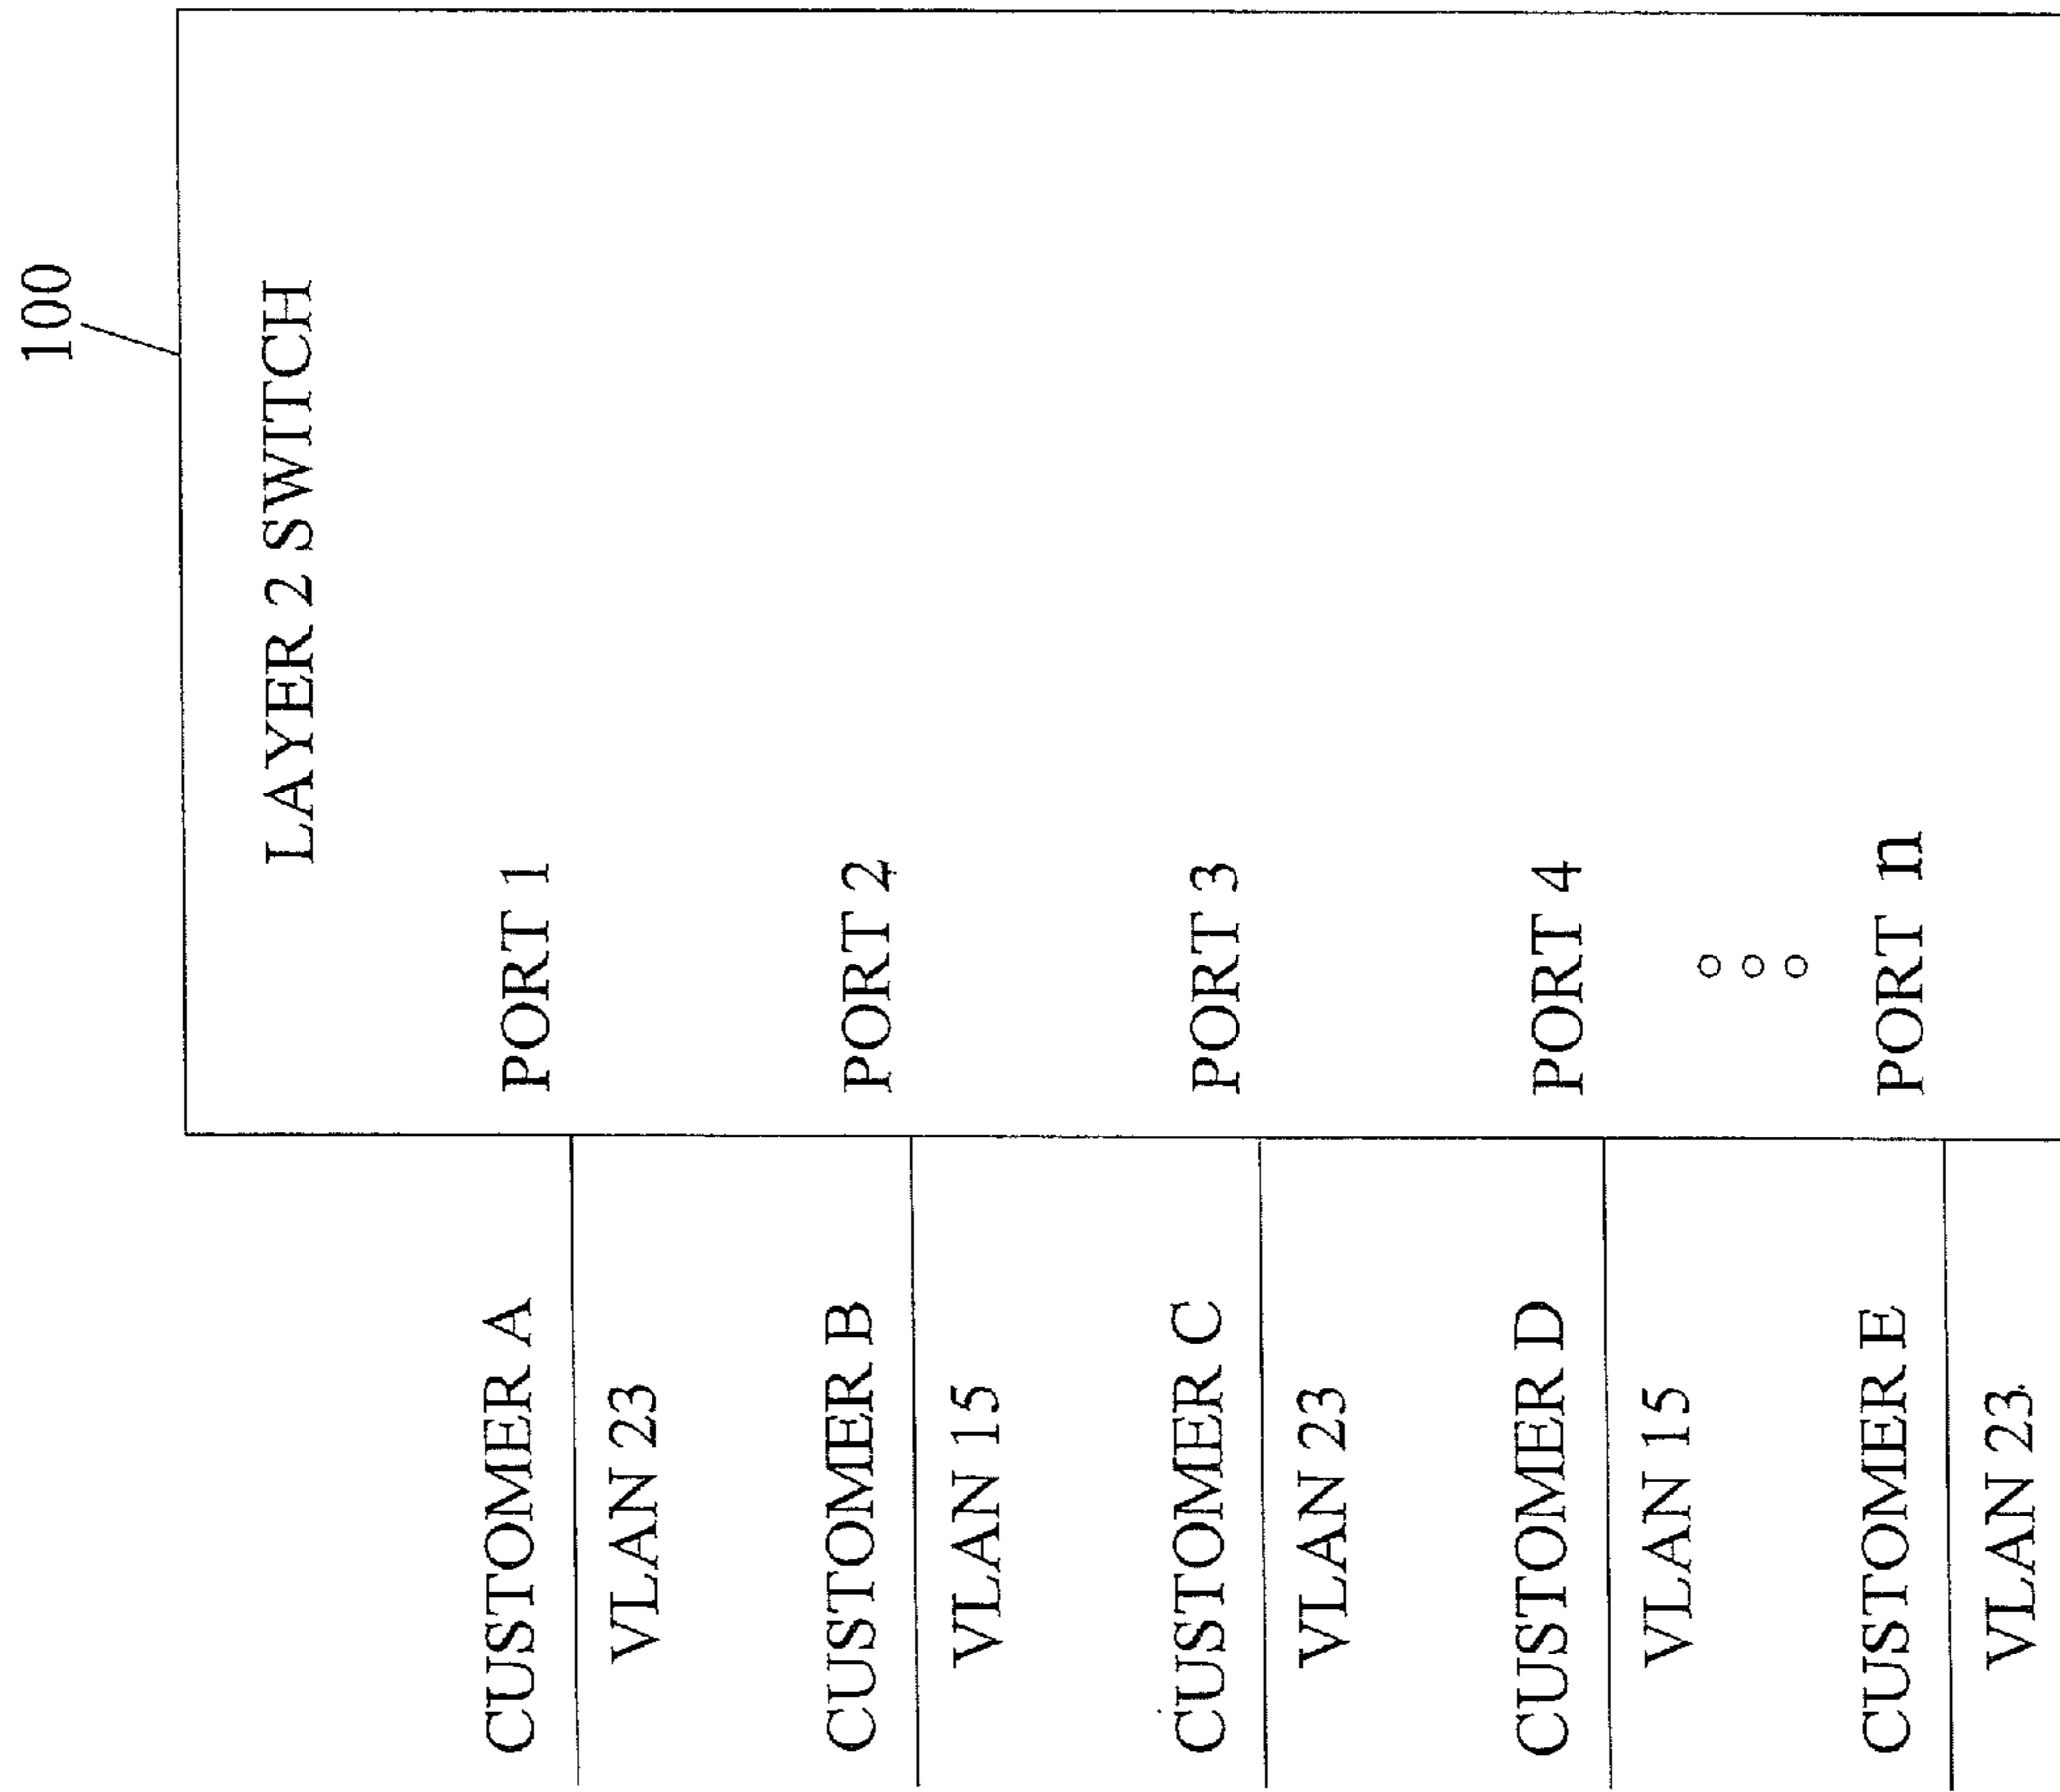 100
LAYER 2 SWITCH
CUSTOMER A
PORT 1
VLAN 23
CUSTOMER B
PORT 2
VLAN 15
CUSTOMER C
PORT 3
VLAN 23
CUSTOMER D
PORT 4
VLAN 15
CUSTOMER E
PORT n
VLAN 23